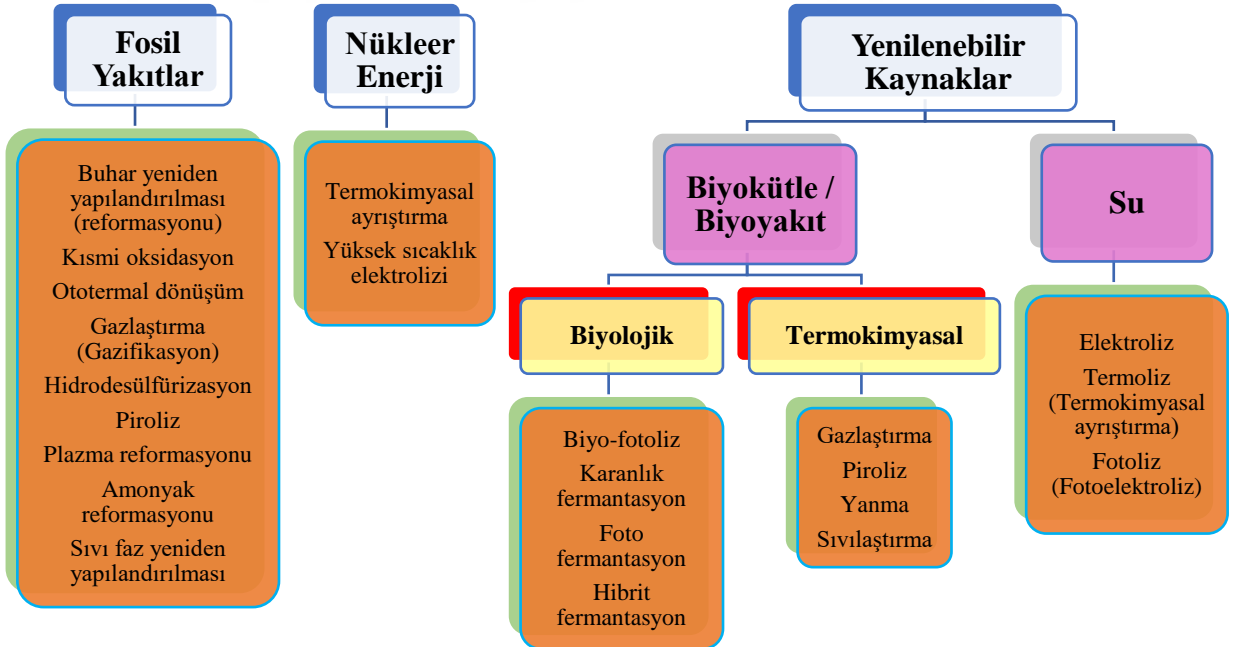 Fosil
Yakıtlar
Buhar yeniden
yapılandırılması
(reformasyonu)
Kısmi oksidasyon
Ototermal dönüşüm
Gazlaştırma
(Gazifikasyon)
Hidrodesülfürizasyon
Piroliz
Plazma reformasyonu
Amonyak
reformasyonu
Sıvı faz yeniden
yapılandırılması
Nükleer
Enerji
Termokimyasal
ayrıştırma
Yüksek sıcaklık
elektrolizi
Yenilenebilir
Kaynaklar
Biyokütle /
Biyoyakıt
Biyolojik
Biyo-fotoliz
Karanlık
fermantasyon
Foto
fermantasyon
Hibrit
fermantasyon
Termokimyasal
Gazlaştırma
Piroliz
Yanma
Sıvılaştırma
Su
Elektroliz
Termoliz
(Termokimyasal
ayrıştırma)
Fotoliz
(Fotoelektroliz)